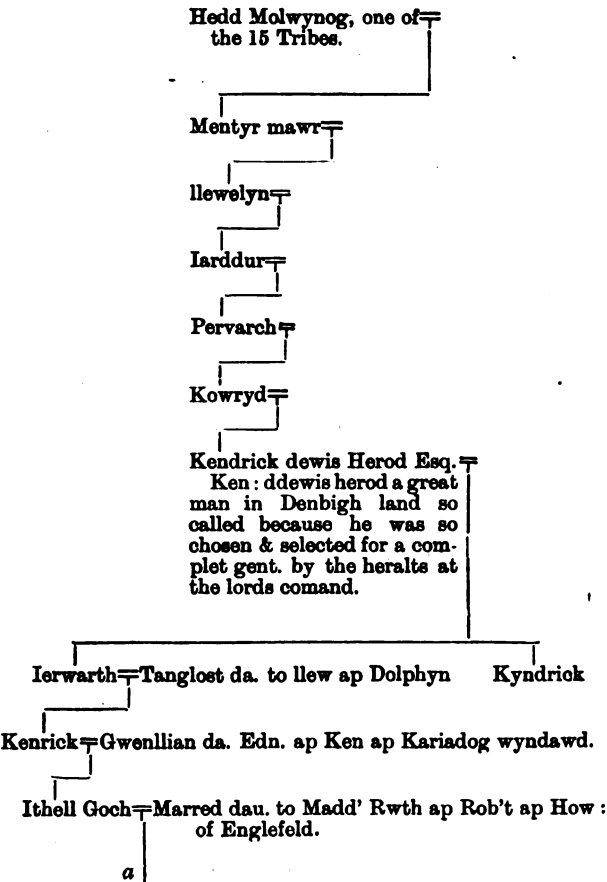 Hedd Molwynog, one of
the 15 Tribes.
Mentyr mawr
llewelyn
Iarddur
Pervarch
Kowryd
Kendrick dewis Herod Esq.
Ken : ddewis herod a great
man in Denbigh land so
called because he was so
chosen & selected for a com-
plet gent. by the heralts at
the lords comand.
Ierwarth Tanglost da. to llew ap Dolphyn Kyndrick
Kenrick Gwenllian da. Edn. ap Ken ap Kariadog wyndawd.
Ithell Goch Marred dau. to Madd' Rwth ap Rob't ap How :
of Englefeld.
a